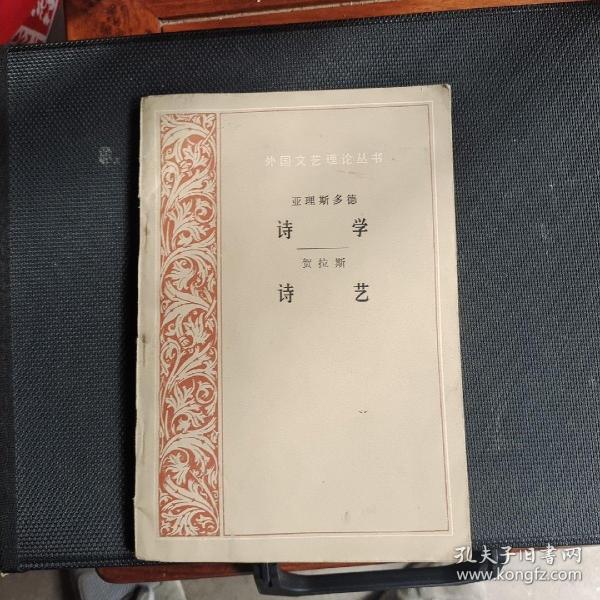 外国文艺理论丛书
亚理斯多德
诗 学
贺拉斯
诗 艺
孔夫子旧书网
www.kongfz.com